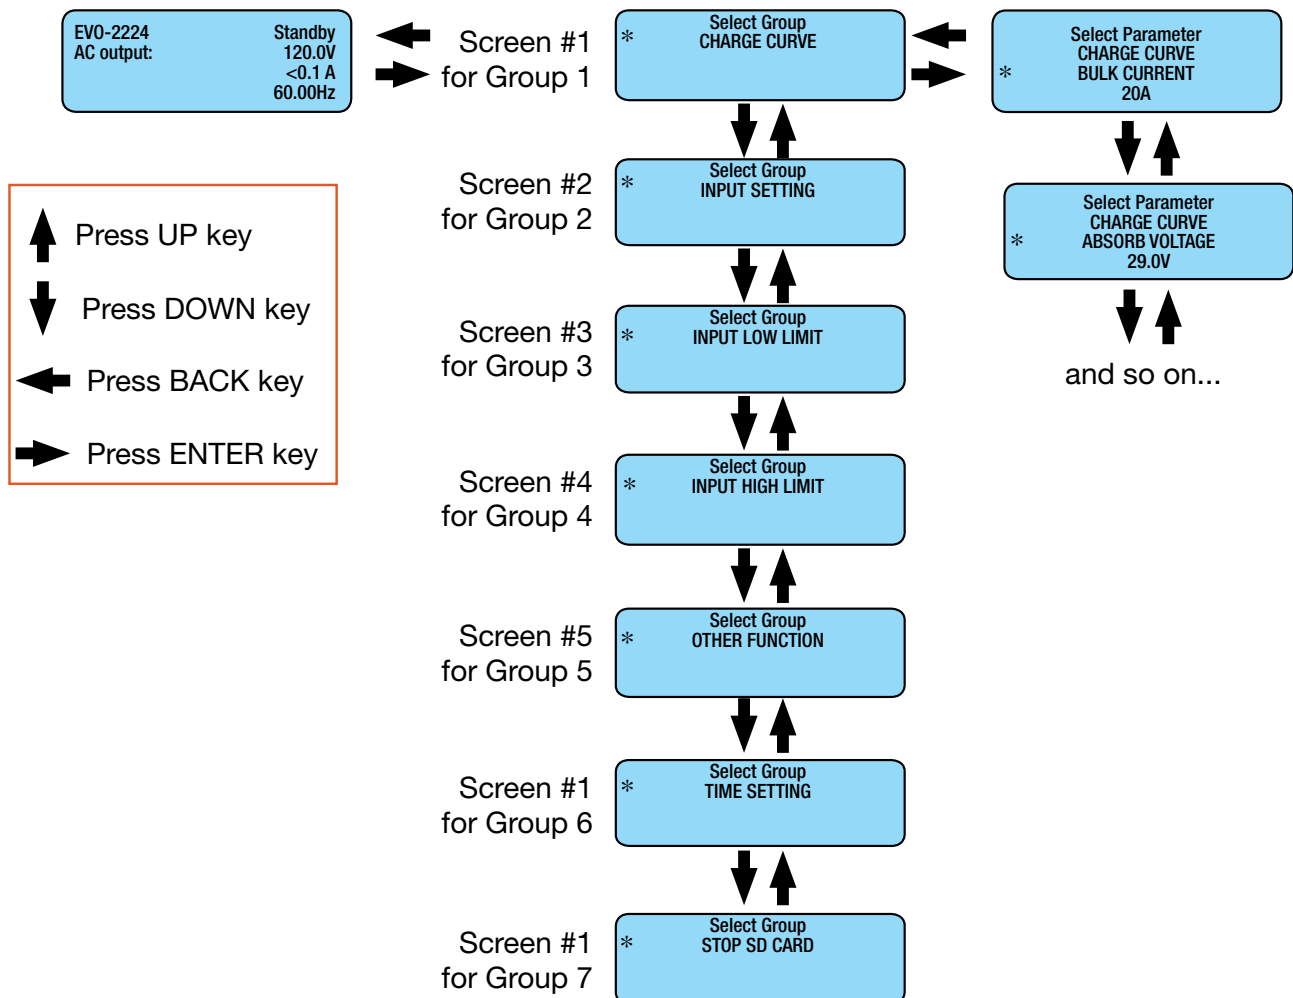 EVO-2224 Standby
AC output: 120.0V
<0.1 A
60.00Hz
Press UP key
Press DOWN key
Press BACK key
Press ENTER key
Screen #1
for Group 1
Select Group
* CHARGE CURVE
Screen #2
for Group 2
Select Group
* INPUT SETTING
Screen #3
for Group 3
Select Group
* INPUT LOW LIMIT
Screen #4
for Group 4
Select Group
* INPUT HIGH LIMIT
Screen #5
for Group 5
Select Group
* OTHER FUNCTION
Screen #1
for Group 6
Select Group
* TIME SETTING
Screen #1
for Group 7
Select Group
* STOP SD CARD
Select Parameter
CHARGE CURVE
* BULK CURRENT
20A
Select Parameter
CHARGE CURVE
* ABSORB VOLTAGE
29.0V
and so on...